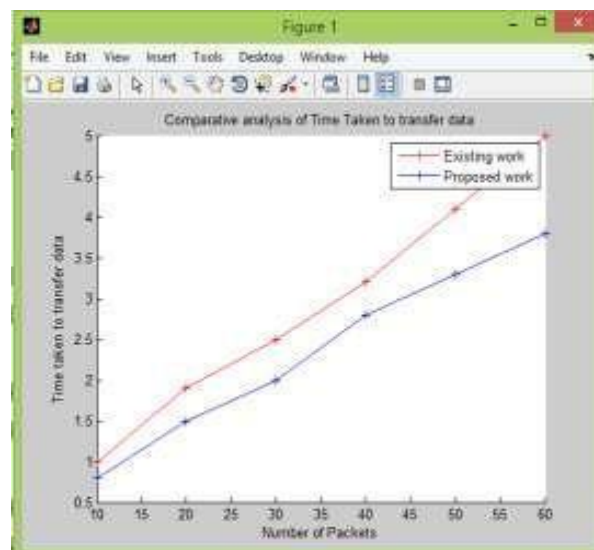 Figure 1
File Edit View Insert Tools Desktop Window Help
Comparative analysis of Time Taken to transfer data
Existing work
Proposed work
Time taken to transfer data
5
4.5
4
3.5
3
2.5
2
1.5
1
0.5
10 15 20 25 30 35 40 45 50 55 60
Number of Packets